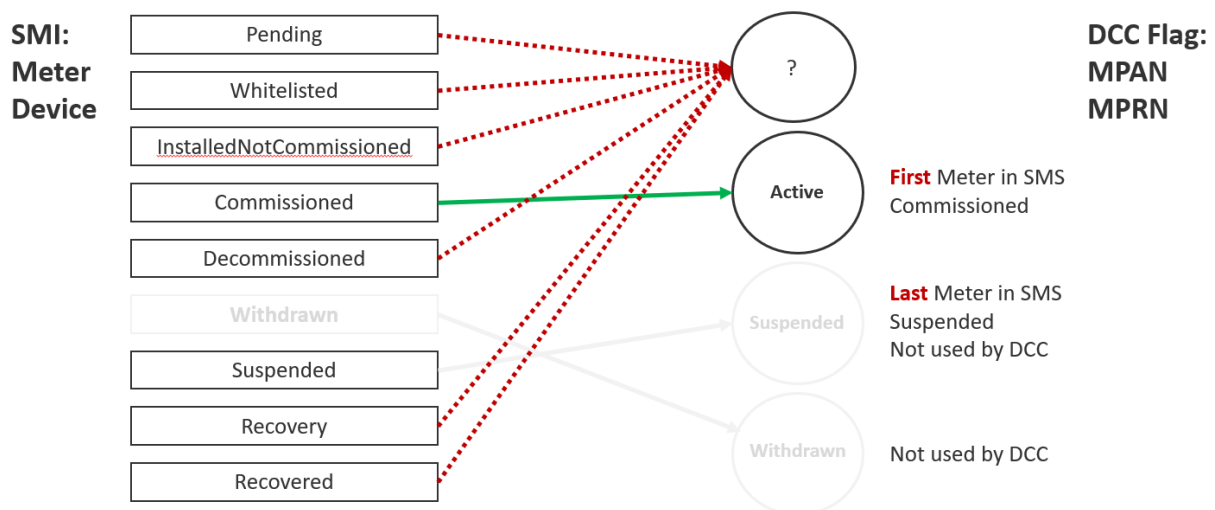 SMI:
Meter
Device
Pending
Whitelisted
InstalledNotCommissioned
Commissioned
Decommissioned
Withdrawn
Suspended
Recovery
Recovered
?
Active
Suspended
Withdrawn
DCC Flag:
MPAN
MPRN
First Meter in SMS
Commissioned
Last Meter in SMS
Suspended
Not used by DCC
Not used by DCC